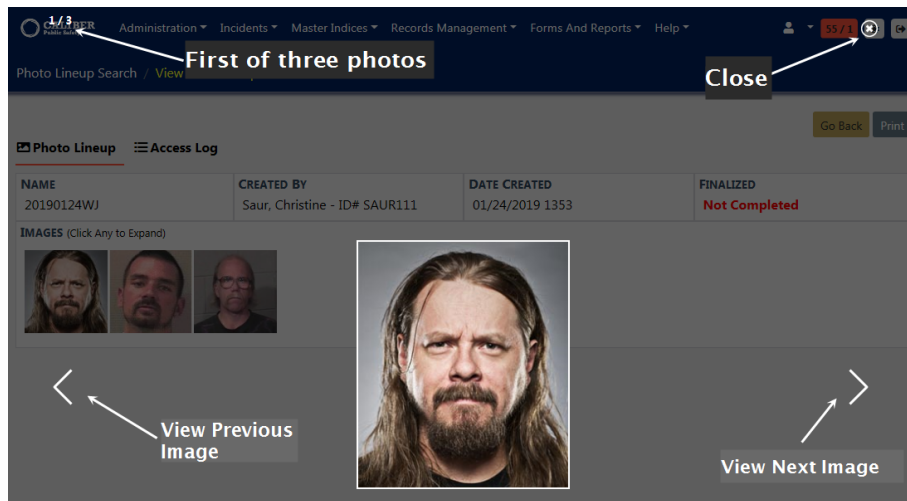 CALIBER
Public Safety
1 / 3
Administration Incidents Master Indices Records Management Forms And Reports Help
55 / 1
First of three photos
Close
Photo Lineup Search / View
Go Back Print
Photo Lineup Access Log
NAME CREATED BY DATE CREATED FINALIZED
20190124WJ Saur, Christine - ID# SAUR111 01/24/2019 1353 Not Completed
IMAGES (Click Any to Expand)
View Previous
Image
View Next Image